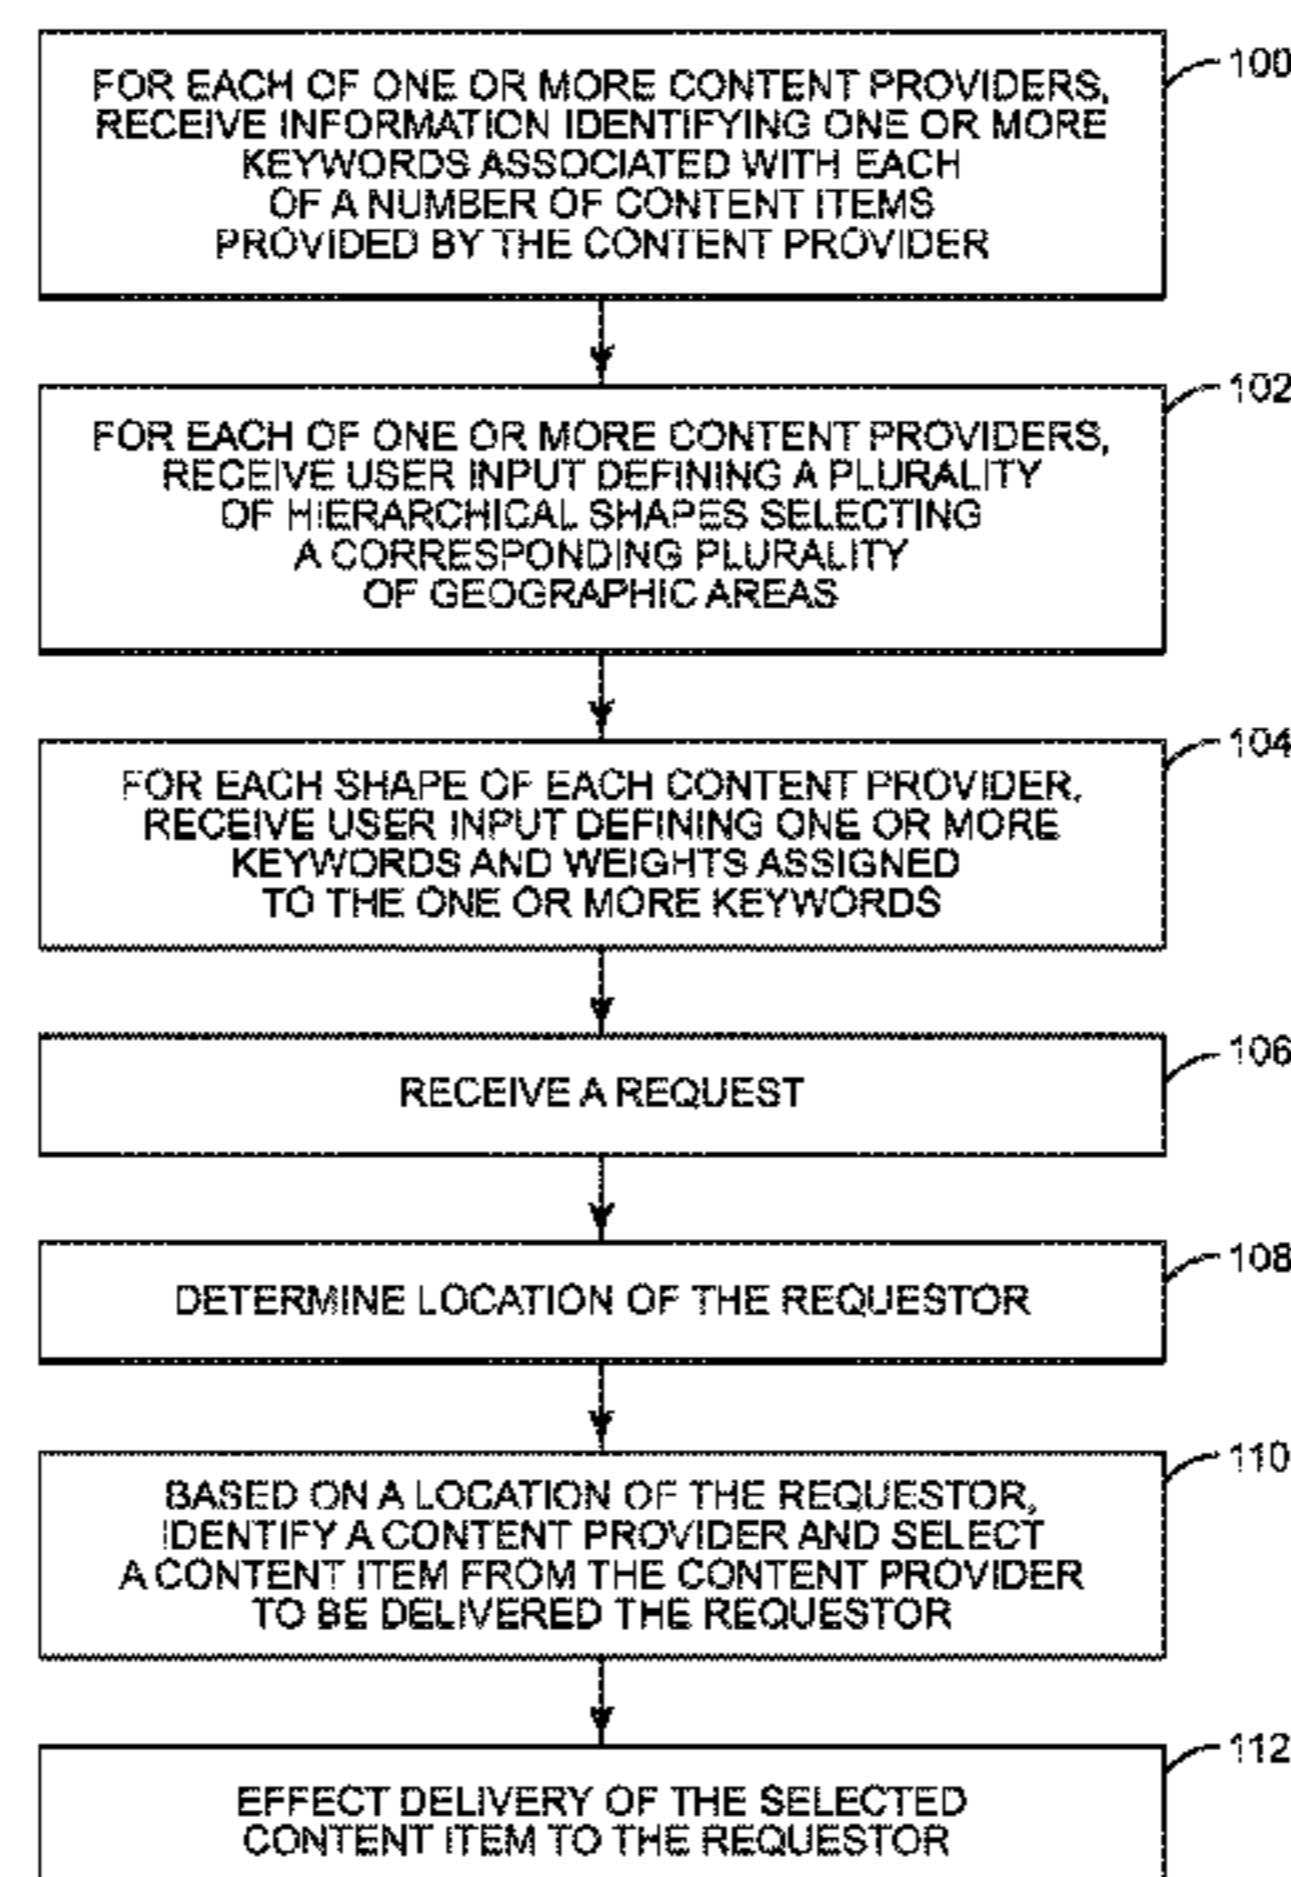 FOR EACH OF ONE OR MORE CONTENT PROVIDERS,
RECEIVE INFORMATION IDENTIFYING ONE OR MORE
KEYWORDS ASSOCIATED WITH EACH
OF A NUMBER OF CONTENT ITEMS
PROVIDED BY THE CONTENT PROVIDER
100
FOR EACH OF ONE OR MORE CONTENT PROVIDERS,
RECEIVE USER INPUT DEFINING A PLURALITY
OF HIERARCHICAL SHAPES SELECTING
A CORRESPONDING PLURALITY
OF GEOGRAPHIC AREAS
102
FOR EACH SHAPE OF EACH CONTENT PROVIDER,
RECEIVE USER INPUT DEFINING ONE OR MORE
KEYWORDS AND WEIGHTS ASSIGNED
TO THE ONE OR MORE KEYWORDS
104
RECEIVE A REQUEST
106
DETERMINE LOCATION OF THE REQUESTOR
108
BASED ON A LOCATION OF THE REQUESTOR,
IDENTIFY A CONTENT PROVIDER AND SELECT
A CONTENT ITEM FROM THE CONTENT PROVIDER
TO BE DELIVERED THE REQUESTOR
110
EFFECT DELIVERY OF THE SELECTED
CONTENT ITEM TO THE REQUESTOR
112